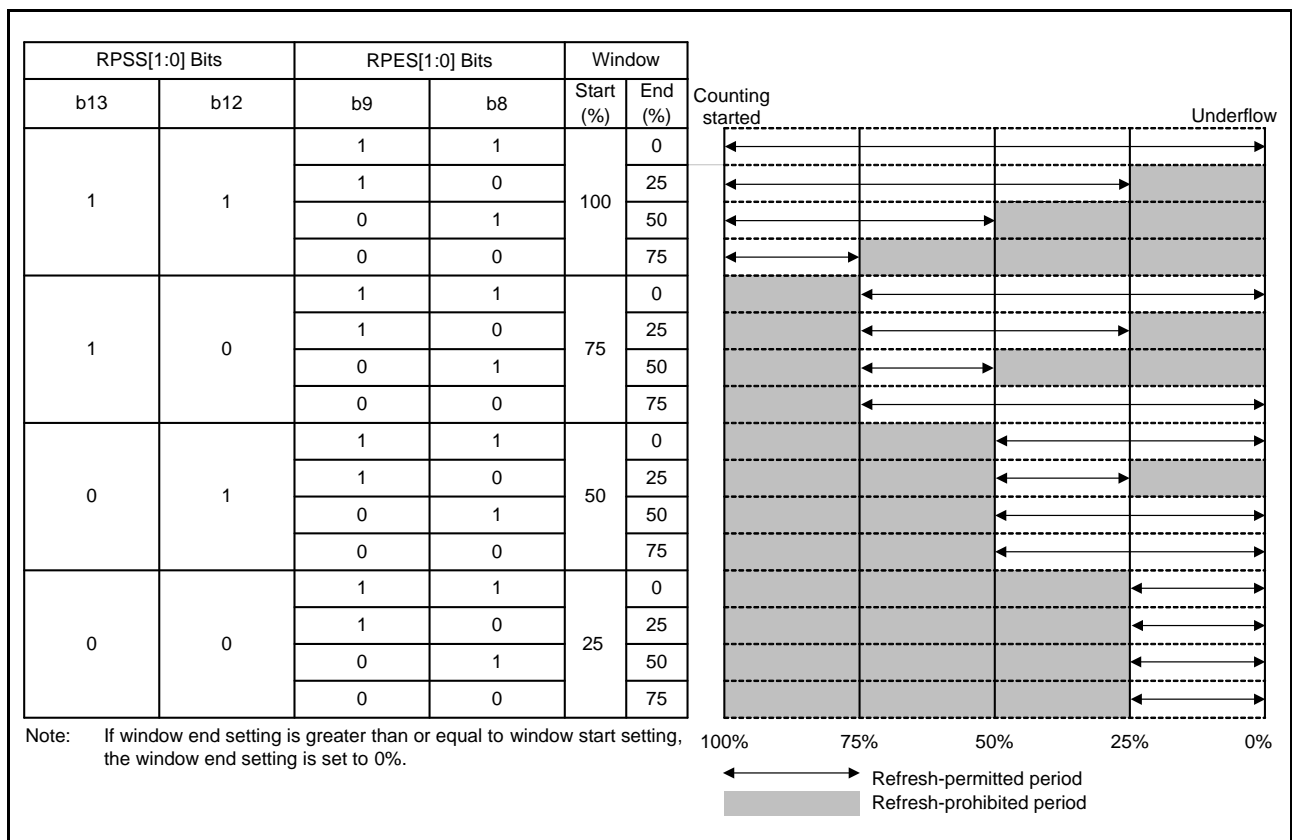 RPSS[1:0] Bits RPES[1:0] Bits Window
b13 b12 b9 b8 Start (%) End (%) Counting started Underflow
1 1 0
1 0 25
1 1 100
0 1 50
0 0 75
1 1 0
1 0 25
1 0 75
0 1 50
0 0 75
1 1 0
1 0 25
0 1 50
0 1 50
0 0 75
1 1 0
1 0 25
0 0 25
0 1 50
0 0 75
Note: If window end setting is greater than or equal to window start setting,
the window end setting is set to 0%.
100% 75% 50% 25% 0%
Refresh-permitted period
Refresh-prohibited period